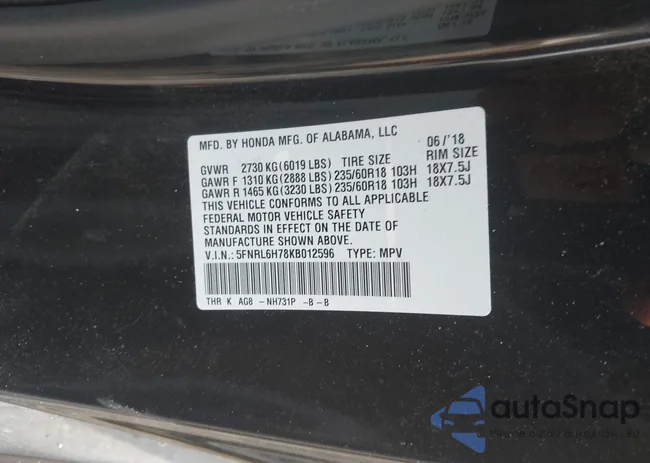 MFD. BY HONDA MFG. OF ALABAMA, LLC 06/'18
GVWR 2730 KG(6019 LBS) TIRE SIZE RIM SIZE
GAWR F 1310 KG(2888 LBS) 235/60R18 103H 18X7.5J
GAWR R 1465 KG(3230 LBS) 235/60R18 103H 18X7.5J
THIS VEHICLE CONFORMS TO ALL APPLICABLE
FEDERAL MOTOR VEHICLE SAFETY
STANDARDS IN EFFECT ON THE DATE OF
MANUFACTURE SHOWN ABOVE.
V.I.N.: 5FNRL6H78KB012596 TYPE: MPV
THR K AG8 -NH731P -B-B
autoSnap